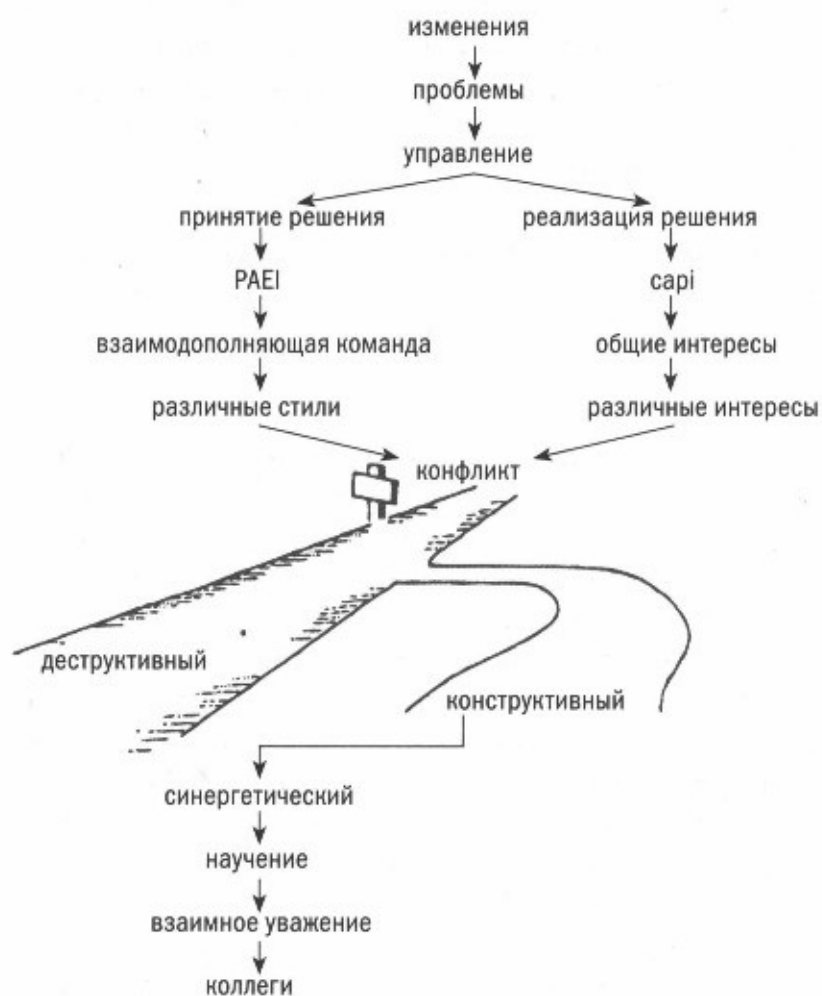 изменения
проблемы
управление
принятие решения
реализация решения
PAEI
capi
взаимодополняющая команда
общие интересы
различные стили
различные интересы
конфликт
деструктивный
конструктивный
синергетический
научение
взаимное уважение
коллеги